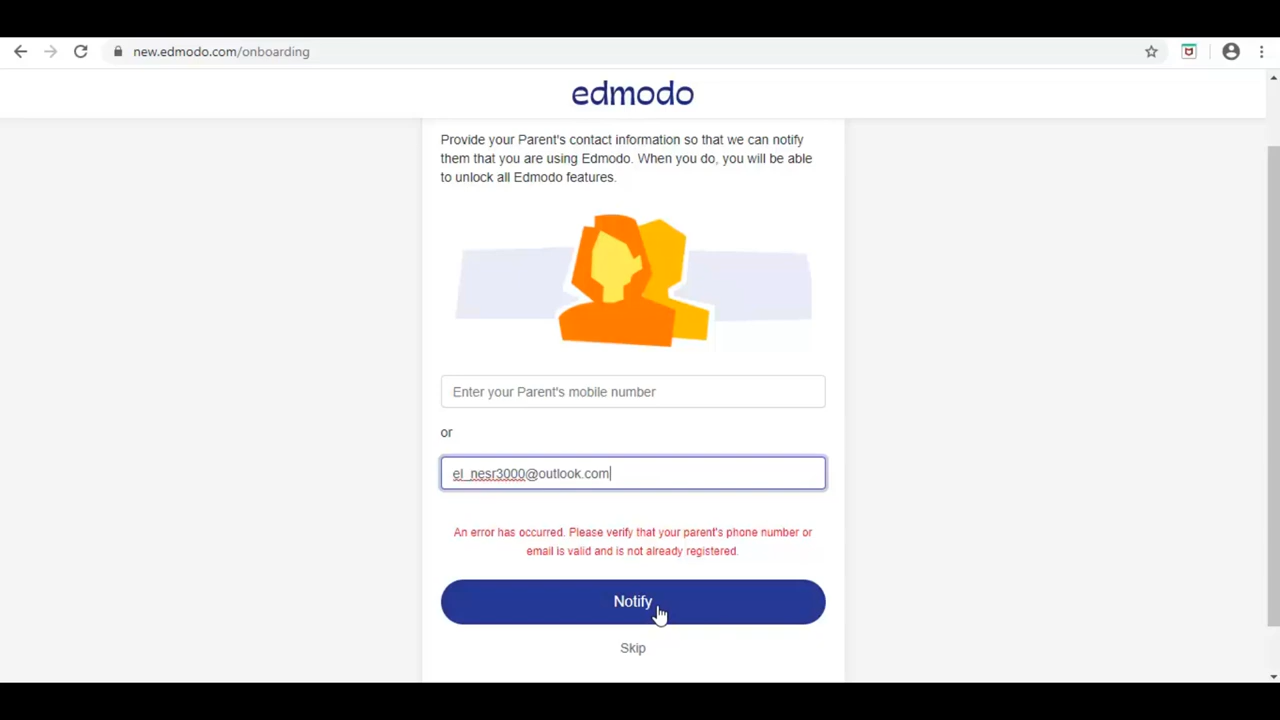 new.edmodo.com/onboarding
edmodo
Provide your Parent's contact information so that we can notify
them that you are using Edmodo. When you do, you will be able
to unlock all Edmodo features.
Enter your Parent's mobile number
or
el_nesr3000@outlook.com
An error has occurred. Please verify that your parent's phone number or
email is valid and is not already registered.
Notify
Skip